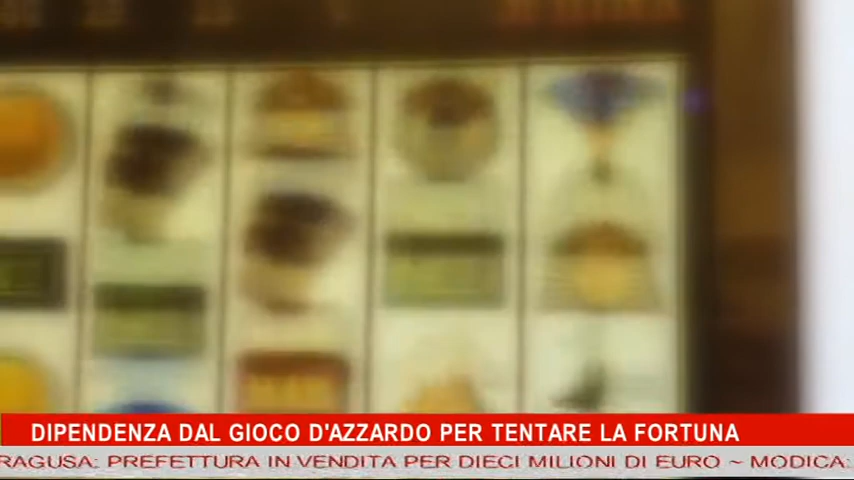 DIPENDENZA DAL GIOCO D'AZZARDO PER TENTARE LA FORTUNA
RAGUSA: PREFETTURA IN VENDITA PER DIECI MILIONI DI EURO ~ MODICA: